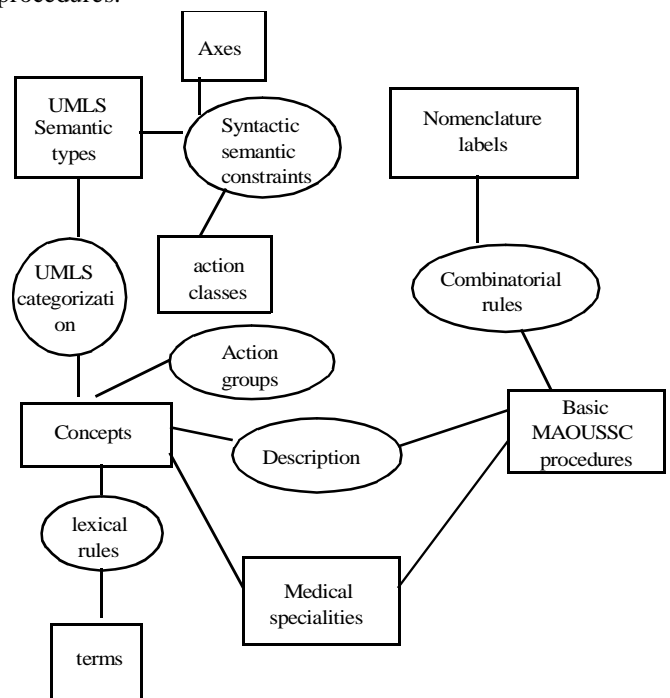 procedures.
Axes
UMLS
Semantic
types
Syntactic
semantic
constraints
Nomenclature
labels
action
classes
UMLS
categorizati
on
Combinatorial
rules
Action
groups
Concepts
Description
Basic
MAOUSSC
procedures
lexical
rules
Medical
specialities
terms